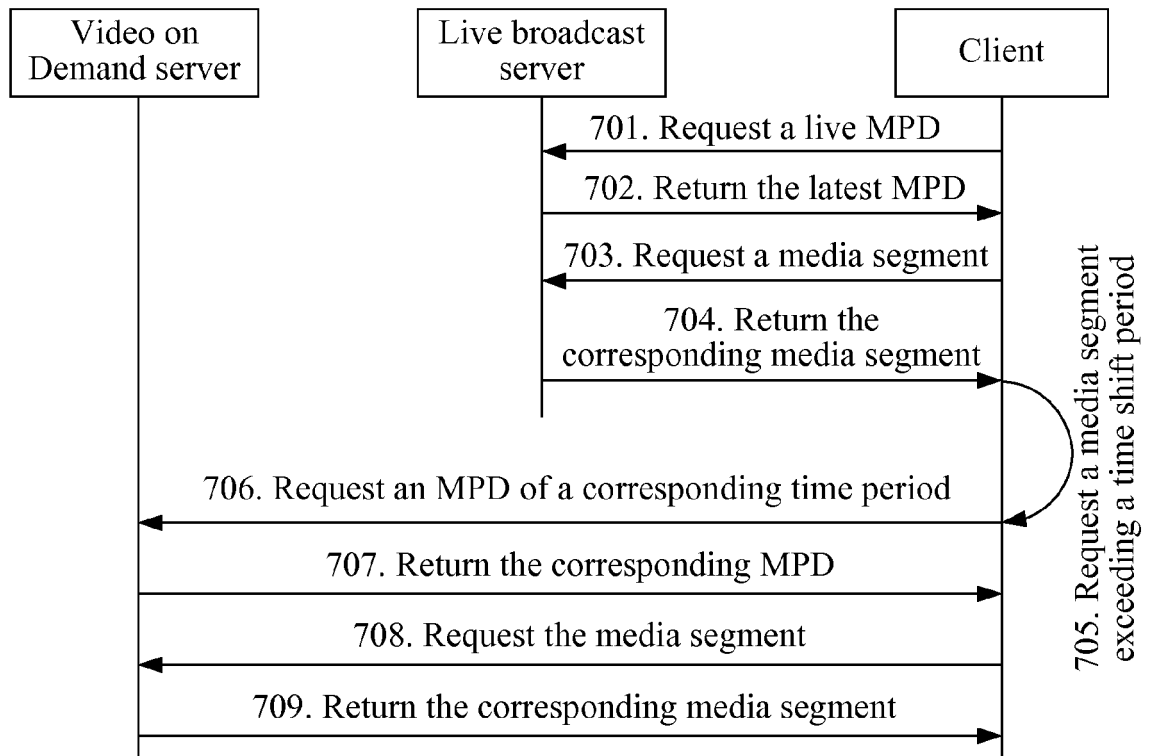 Video on
Demand server
Live broadcast
server
Client
701. Request a live MPD
702. Return the latest MPD
703. Request a media segment
704. Return the
corresponding media segment
705. Request a media segment
exceeding a time shift period
706. Request an MPD of a corresponding time period
707. Return the corresponding MPD
708. Request the media segment
709. Return the corresponding media segment